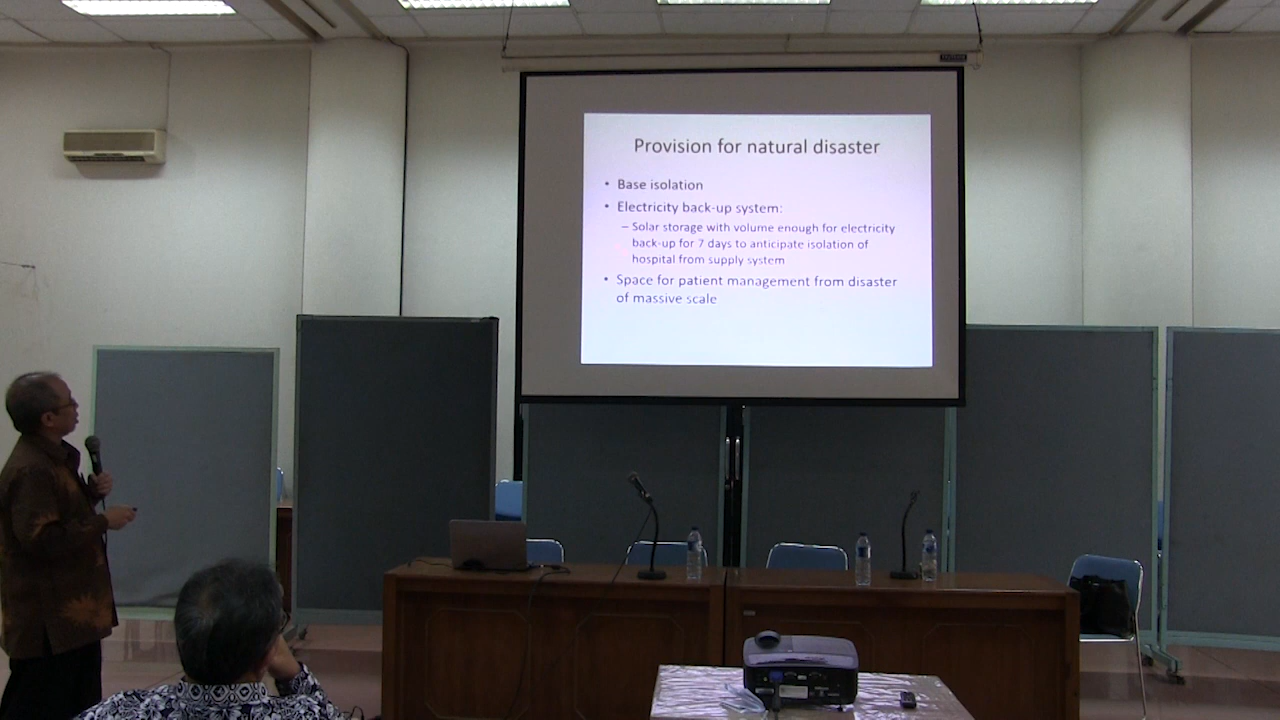 Provision for natural disaster
• Base isolation
• Electricity back-up system:
– Solar storage with volume enough for electricity
back-up for 7 days to anticipate isolation of
hospital from supply system
• Space for patient management from disaster
of massive scale